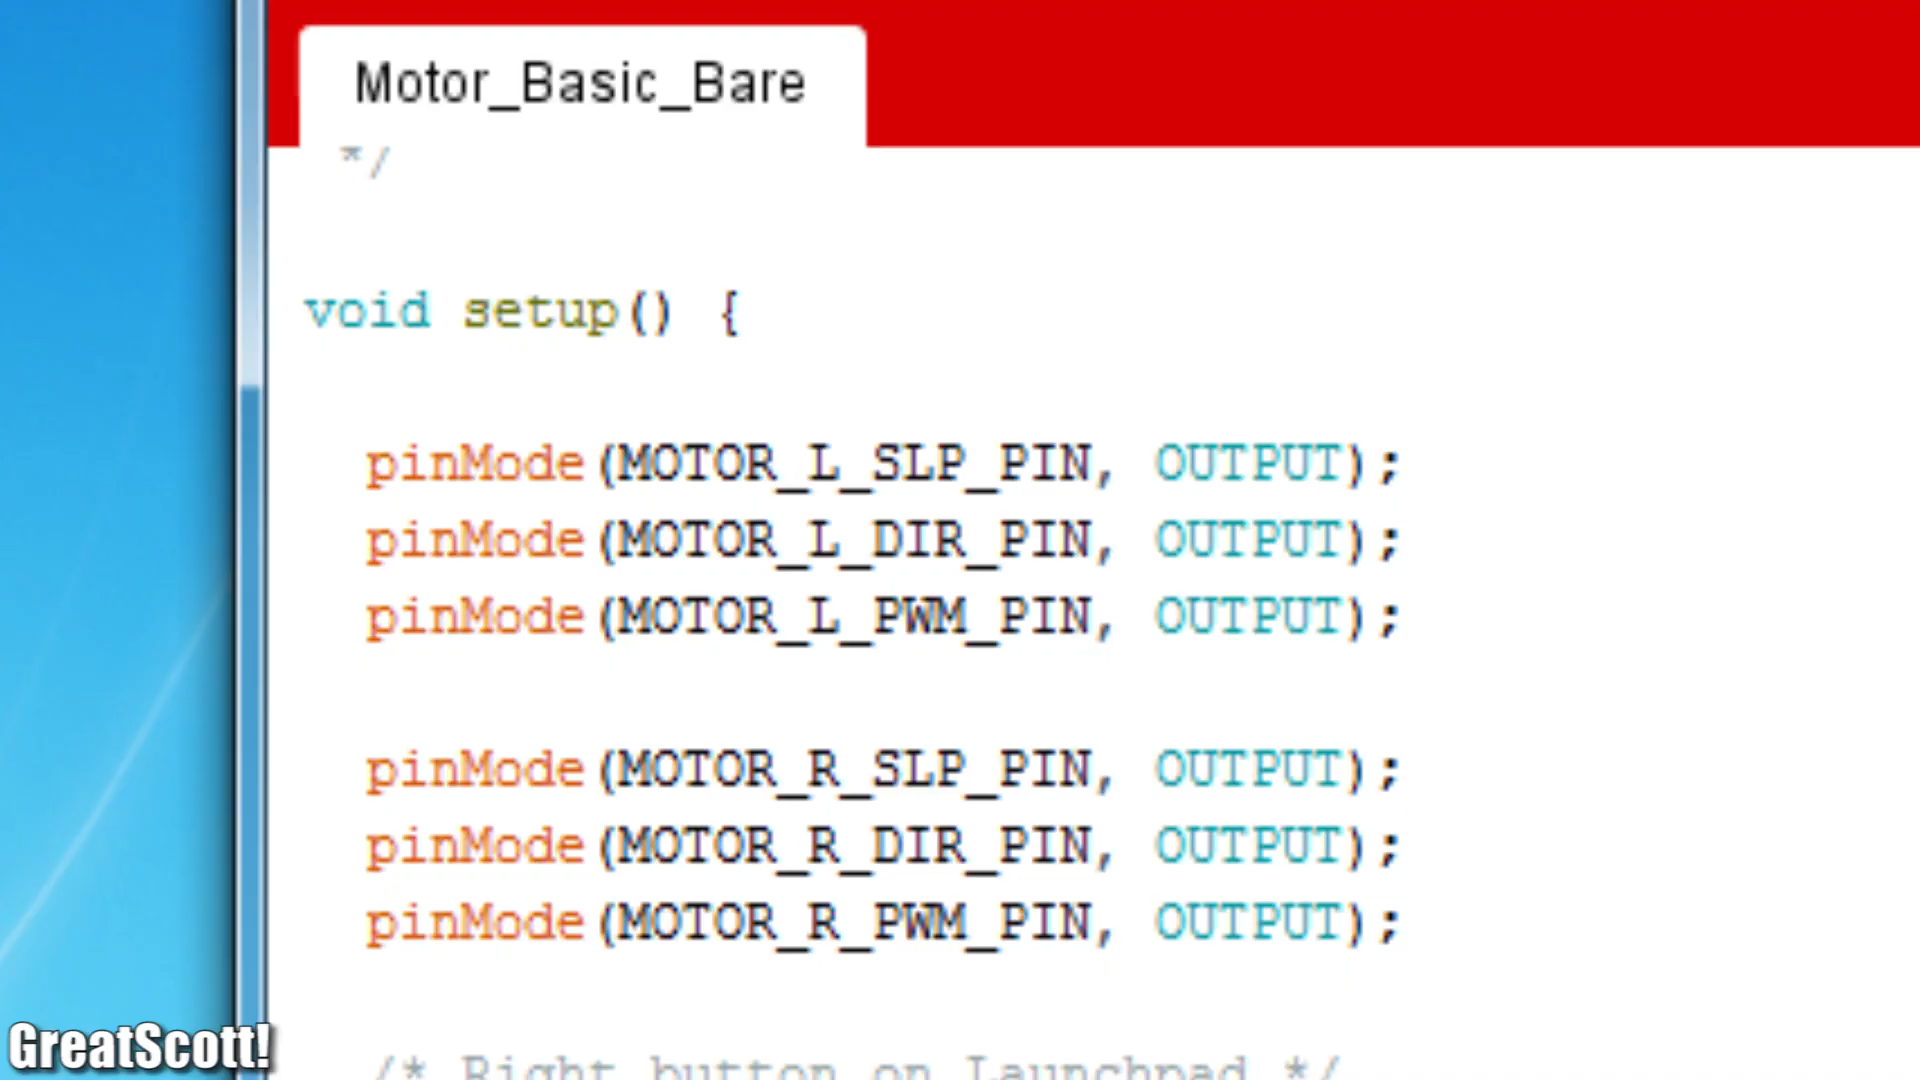 Motor_Basic_Bare
*/
void setup() {
pinMode(MOTOR_L_SLP_PIN, OUTPUT);
pinMode(MOTOR_L_DIR_PIN, OUTPUT);
pinMode(MOTOR_L_PWM_PIN, OUTPUT);
pinMode(MOTOR_R_SLP_PIN, OUTPUT);
pinMode(MOTOR_R_DIR_PIN, OUTPUT);
pinMode(MOTOR_R_PWM_PIN, OUTPUT);
/* Right button on Launchpad */
GreatScott!